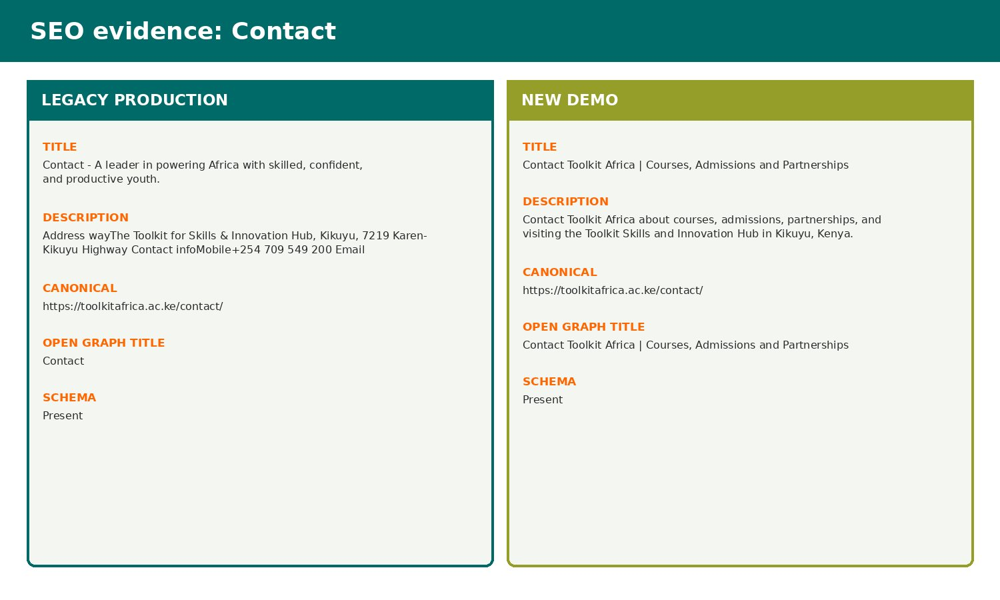 SEO evidence: Contact
LEGACY PRODUCTION
TITLE
Contact - A leader in powering Africa with skilled, confident,
and productive youth.
DESCRIPTION
Address wayThe Toolkit for Skills & Innovation Hub, Kikuyu, 7219 Karen-
Kikuyu Highway Contact infoMobile+254 709 549 200 Email
CANONICAL
https://toolkitafrica.ac.ke/contact/
OPEN GRAPH TITLE
Contact
SCHEMA
Present
NEW DEMO
TITLE
Contact Toolkit Africa | Courses, Admissions and Partnerships
DESCRIPTION
Contact Toolkit Africa about courses, admissions, partnerships, and
visiting the Toolkit Skills and Innovation Hub in Kikuyu, Kenya.
CANONICAL
https://toolkitafrica.ac.ke/contact/
OPEN GRAPH TITLE
Contact Toolkit Africa | Courses, Admissions and Partnerships
SCHEMA
Present